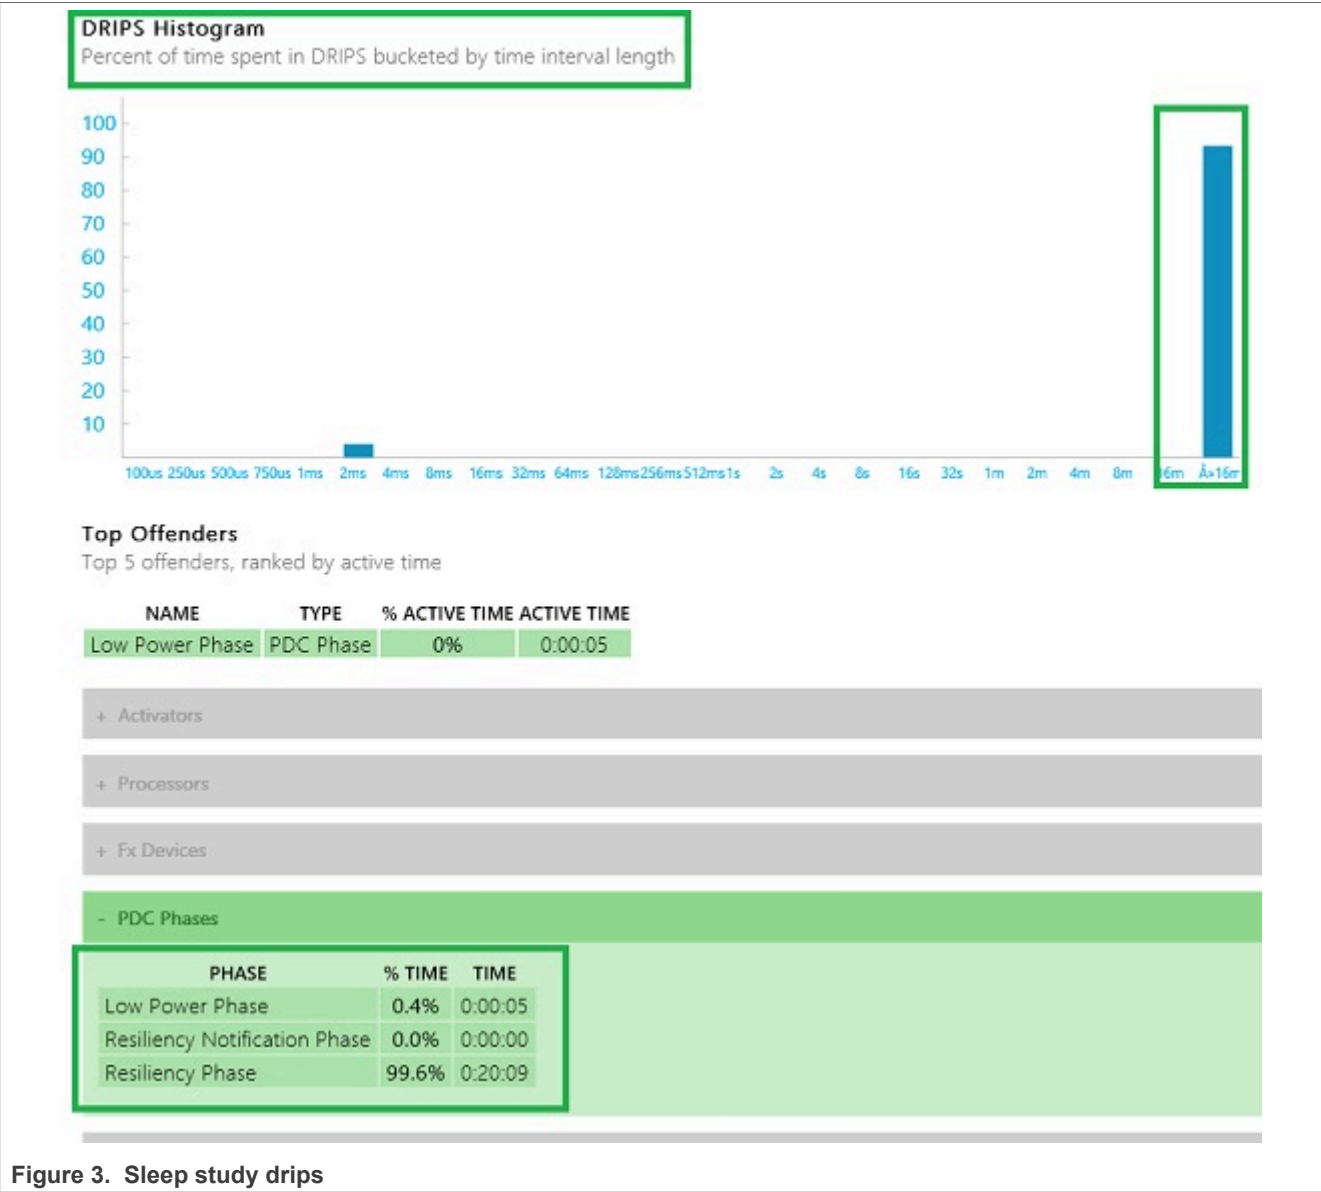 DRIPS Histogram
Percent of time spent in DRIPS bucketed by time interval length
100
90
80
70
60
50
40
30
20
10
100us 250us 500us 750us 1ms 2ms 4ms 8ms 16ms 32ms 64ms 128ms 256ms 512ms 1s 2s 4s 8s 16s 32s 1m 2m 4m 8m 16m Å»16m
Top Offenders
Top 5 offenders, ranked by active time
NAME TYPE % ACTIVE TIME ACTIVE TIME
Low Power Phase PDC Phase 0% 0:00:05
+ Activators
+ Processors
+ Fx Devices
- PDC Phases
PHASE % TIME TIME
Low Power Phase 0.4% 0:00:05
Resiliency Notification Phase 0.0% 0:00:00
Resiliency Phase 99.6% 0:20:09
Figure 3. Sleep study drips